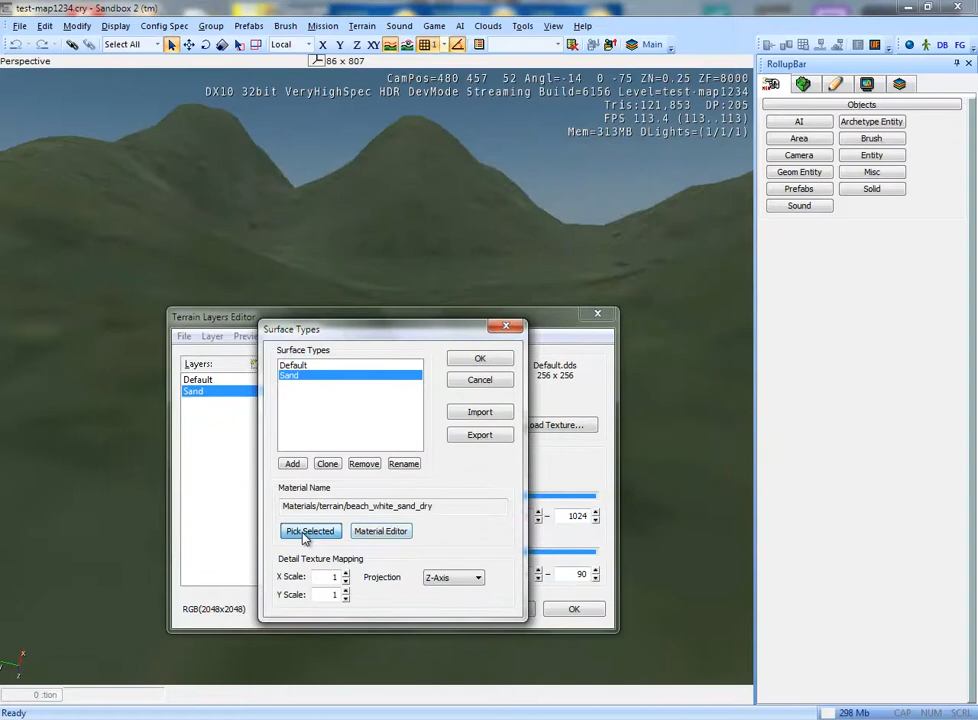 test-map1234.cry - Sandbox 2 (tm)
File Edit Modify Display Config Spec Group Prefabs Brush Mission Terrain Sound Game AI Clouds Tools View Help
Select All Local X Y Z XY 1 Main DB FG
Perspective 86 x 807
RollupBar
CamPos=480 457 52 Angl=-14 0 -75 ZN=0.25 ZF=8000
DX10 32bit VeryHighSpec HDR DevMode Streaming Build=6156 Level=test-map1234
Tris:121,853 DP:205
FPS 113.4 (113..113)
Mem=313MB DLights=(1/1/1)
Objects
AI Archetype Entity
Area Brush
Camera Entity
Geom Entity Misc
Prefabs Solid
Sound
Terrain Layers Editor
File Layer Previ
Layers:
Default
Sand
RGB(2048x2048)
Default.dds
256 x 256
oad Texture...
1024
90
OK
Surface Types
Surface Types
Default
Sand
OK
Cancel
Import
Export
Add Clone Remove Rename
Material Name
Materials/terrain/beach_white_sand_dry
Pick Selected Material Editor
Detail Texture Mapping
X Scale: 1 Projection Z-Axis
Y Scale: 1
x
y
z
0 :tion
Ready 298 Mb CAP NUM SCRL